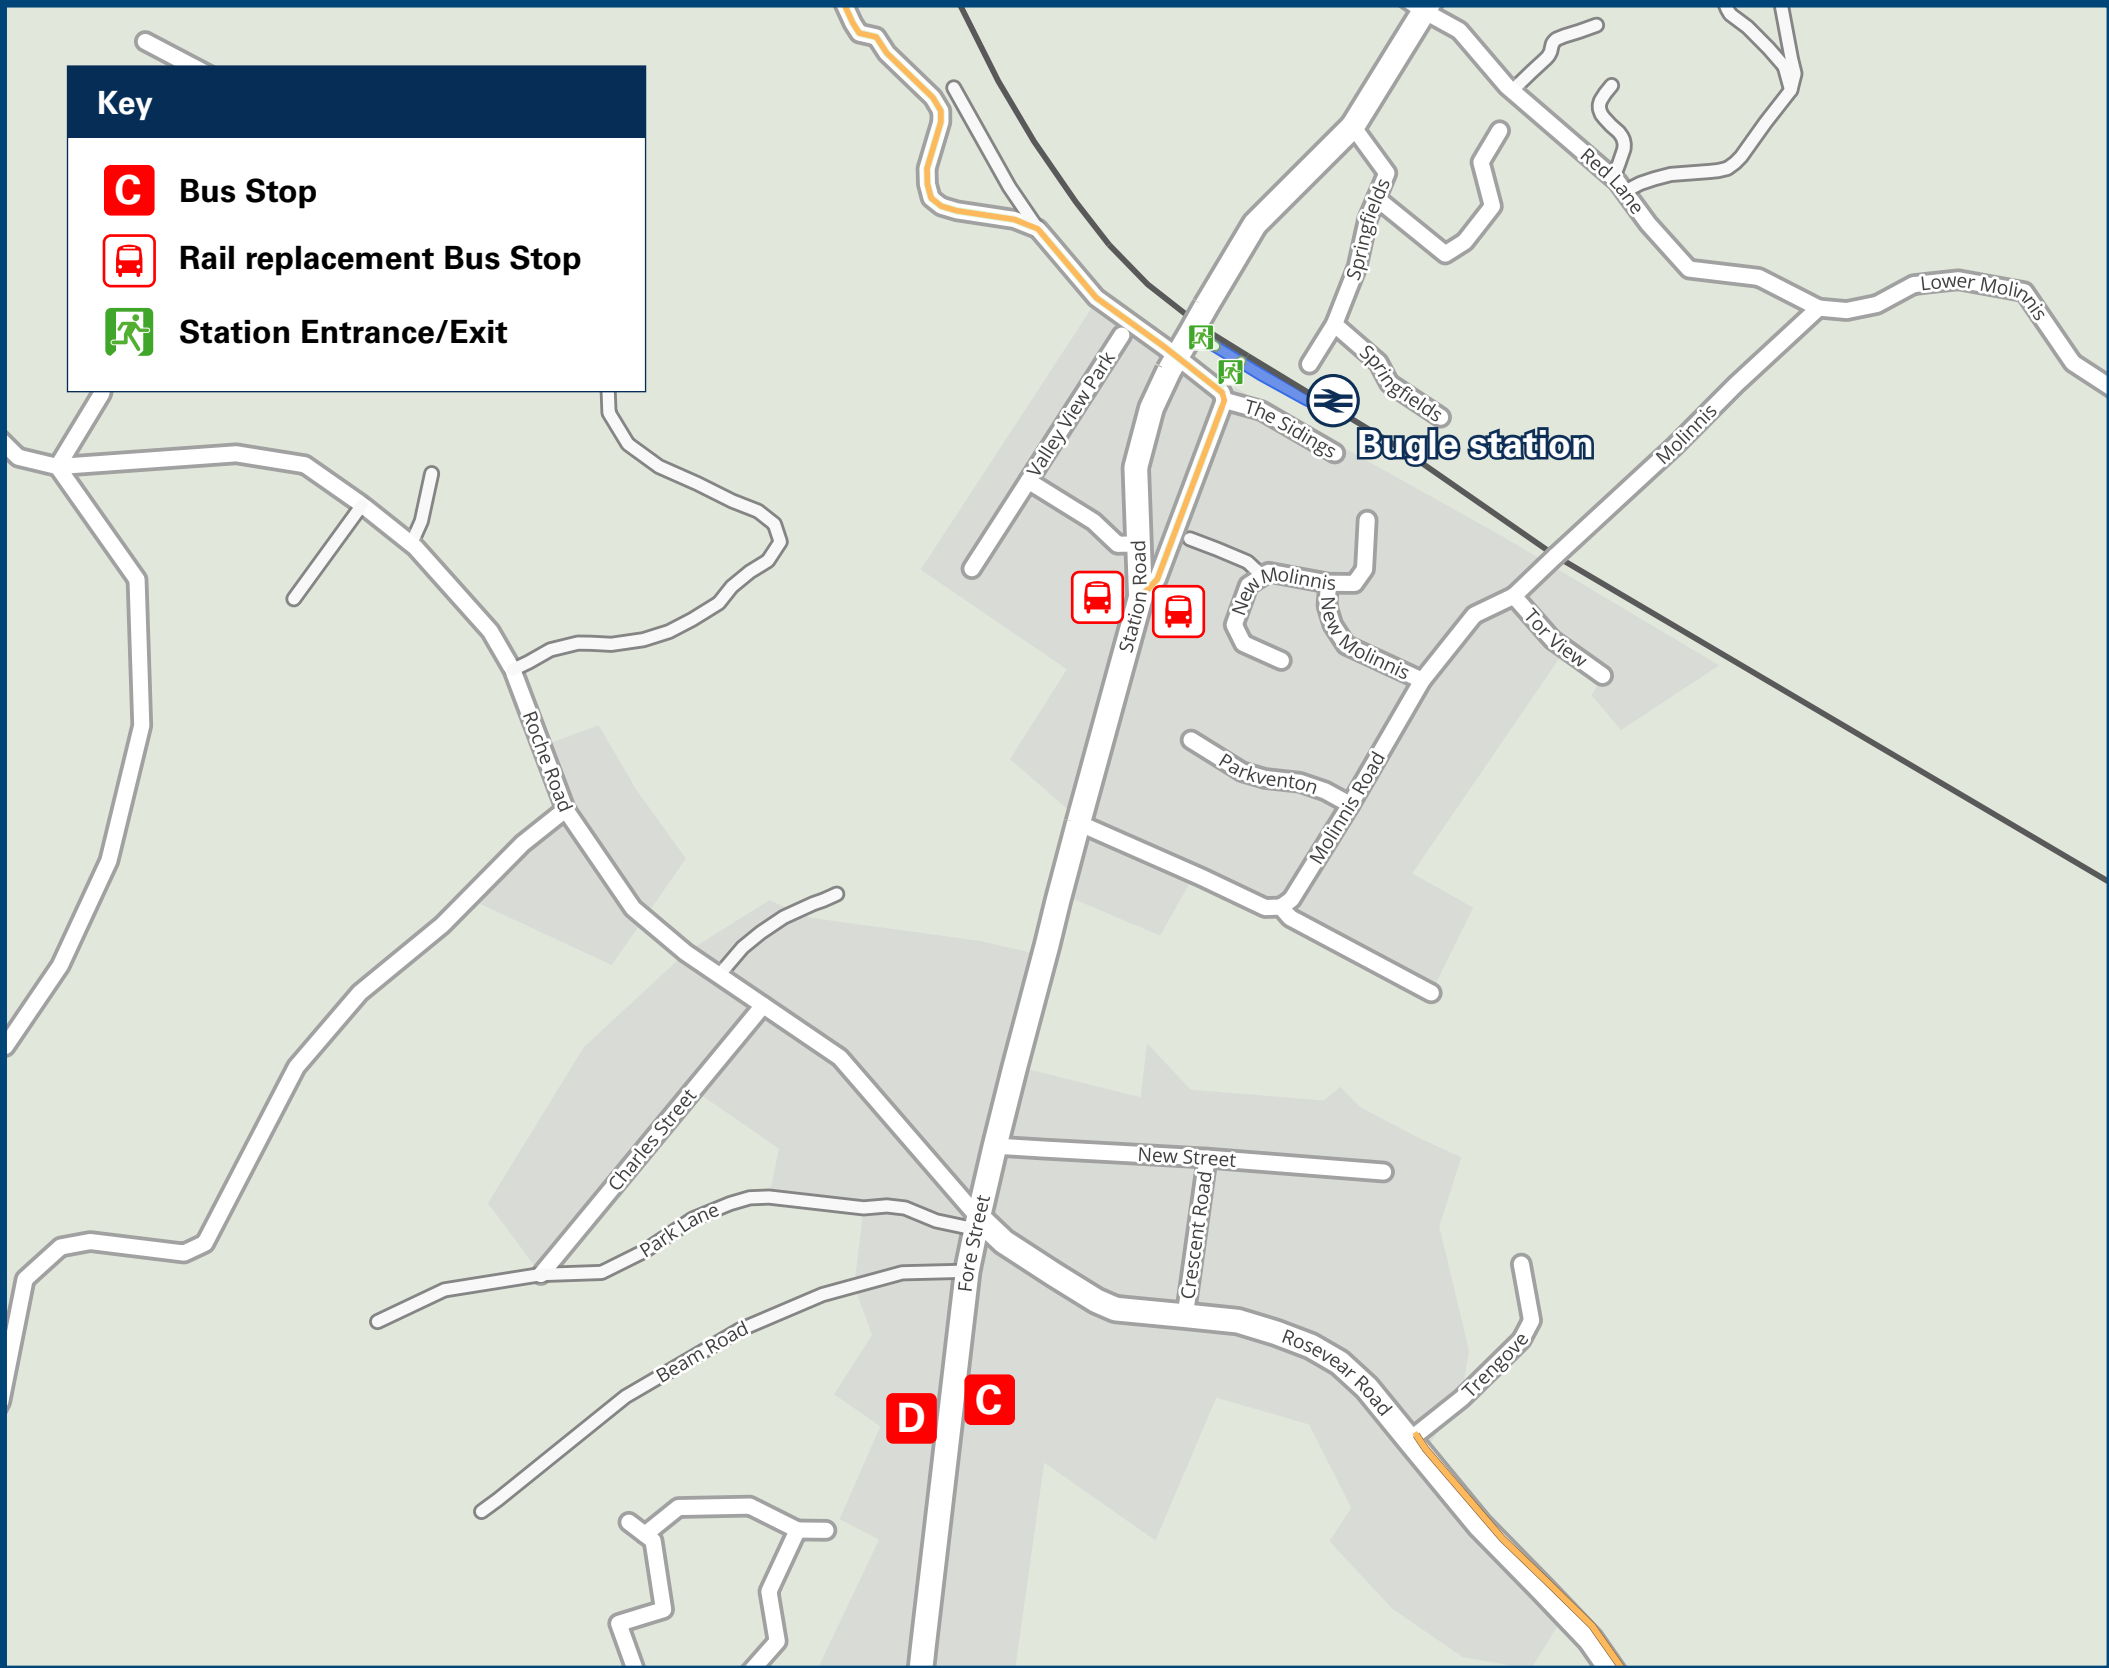 Key
C Bus Stop
Rail replacement Bus Stop
Station Entrance/Exit
Red Lane
Springfields
Lower Molinnis
Springfields
Valley View Park
The Sidings
Bugle station
Molinnis
Station Road
New Molinnis
New Molinnis
Tor View
Roche Road
Parkventon
Molinnis Road
Charles Street
New Street
Crescent Road
Park Lane
Fore Street
Beam Road
Rosevear Road
Trengove
D
C